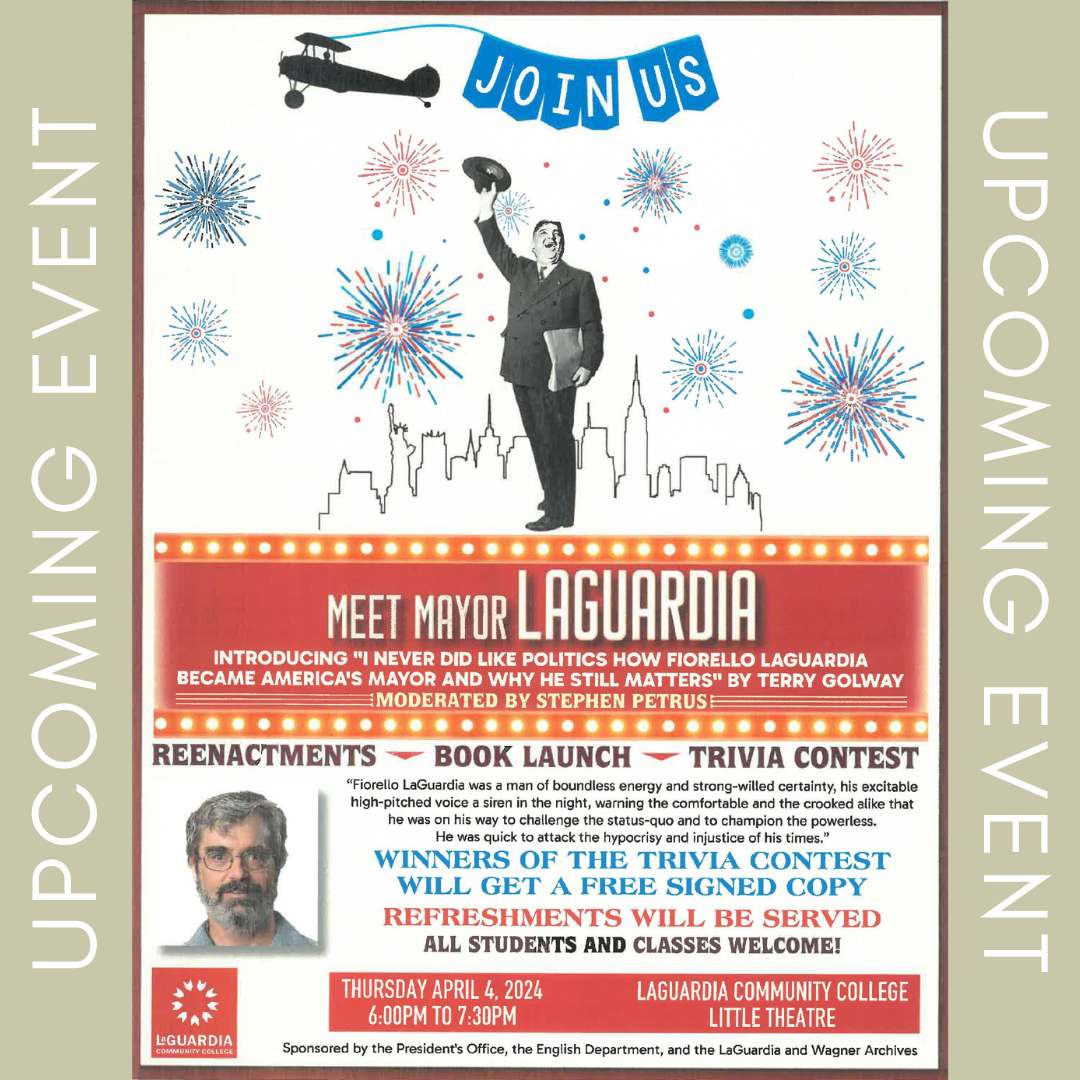 UPCOMING EVENT
JOIN US
MEET MAYOR LAGUARDIA
INTRODUCING "I NEVER DID LIKE POLITICS HOW FIORELLO LAGUARDIA
BECAME AMERICA'S MAYOR AND WHY HE STILL MATTERS" BY TERRY GOLWAY
MODERATED BY STEPHEN PETRUS
REENACTMENTS BOOK LAUNCH TRIVIA CONTEST
“Fiorello LaGuardia was a man of boundless energy and strong-willed certainty, his excitable
high-pitched voice a siren in the night, warning the comfortable and the crooked alike that
he was on his way to challenge the status-quo and to champion the powerless.
He was quick to attack the hypocrisy and injustice of his times.”
WINNERS OF THE TRIVIA CONTEST
WILL GET A FREE SIGNED COPY
REFRESHMENTS WILL BE SERVED
ALL STUDENTS AND CLASSES WELCOME!
LaGUARDIA
COMMUNITY COLLEGE
THURSDAY APRIL 4, 2024
6:00PM TO 7:30PM
LAGUARDIA COMMUNITY COLLEGE
LITTLE THEATRE
Sponsored by the President's Office, the English Department, and the LaGuardia and Wagner Archives
UPCOMING EVENT